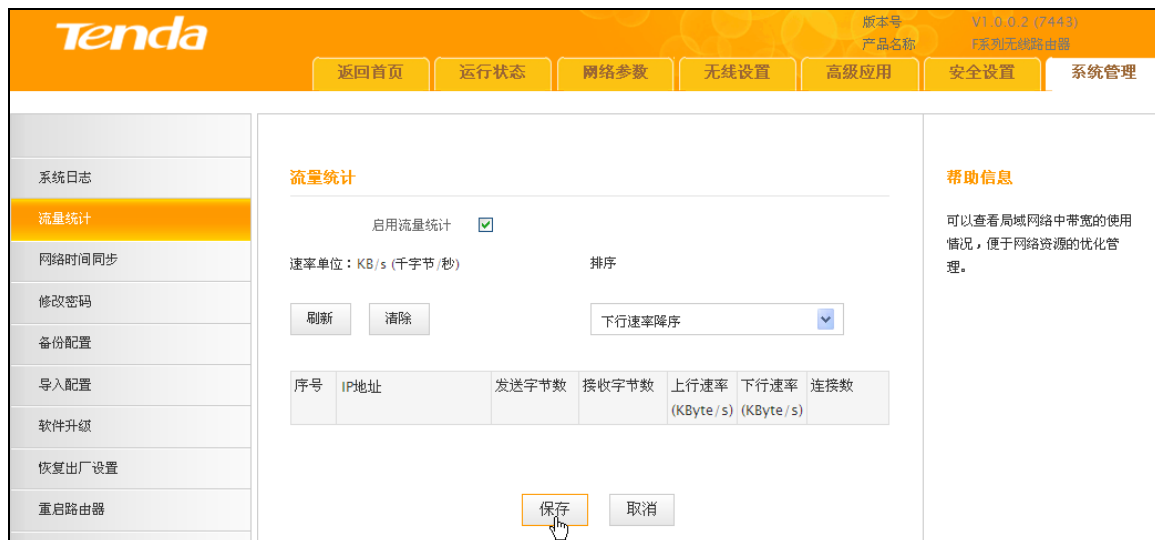 Tenda
版本号 V1.0.0.2 (7443)
产品名称 F系列无线路由器
返回首页 运行状态 网络参数 无线设置 高级应用 安全设置 系统管理
系统日志
流量统计
网络时间同步
修改密码
备份配置
导入配置
软件升级
恢复出厂设置
重启路由器
流量统计
启用流量统计
速率单位：KB/s (千字节/秒) 排序
刷新 清除 下行速率降序
序号 IP地址 发送字节数 接收字节数 上行速率 下行速率 连接数
(KByte/s) (KByte/s)
保存 取消
帮助信息
可以查看局域网络中带宽的使用
情况，便于网络资源的优化管
理。